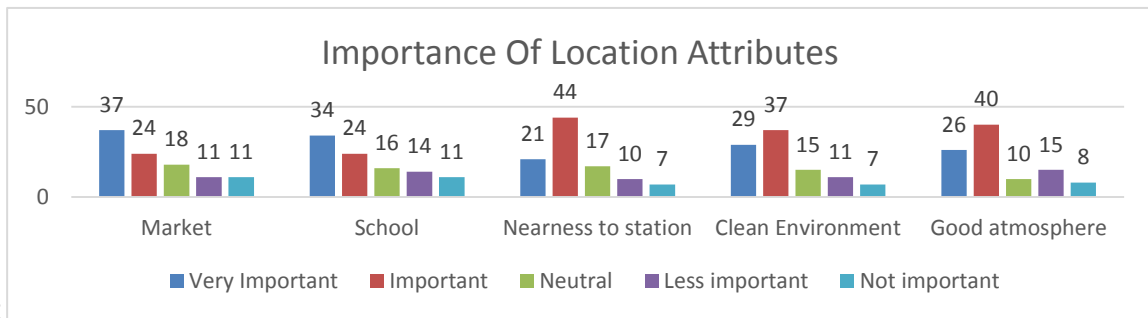 Importance Of Location Attributes
50
0
37 24 18 11 11
34 24 16 14 11
21 44 17 10 7
29 37 15 11 7
26 40 10 15 8
Market School Nearness to station Clean Environment Good atmosphere
Very Important Important Neutral Less important Not important